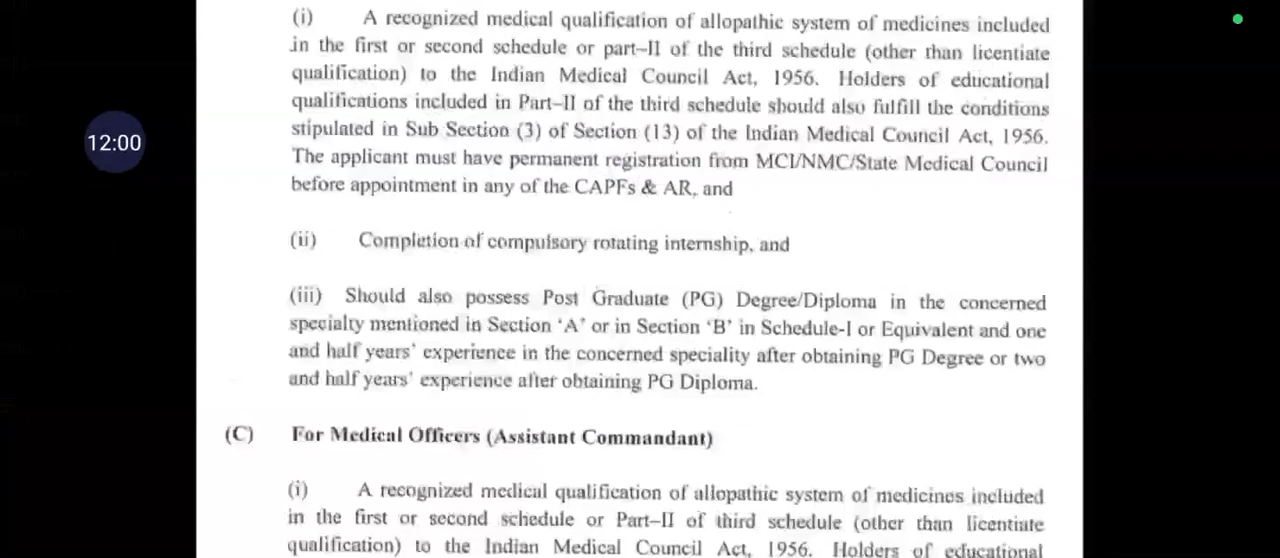 (i) A recognized medical qualification of allopathic system of medicines included
in the first or second schedule or part–II of the third schedule (other than licentiate
qualification) to the Indian Medical Council Act, 1956. Holders of educational
qualifications included in Part–II of the third schedule should also fulfill the conditions
stipulated in Sub Section (3) of Section (13) of the Indian Medical Council Act, 1956.
The applicant must have permanent registration from MCI/NMC/State Medical Council
before appointment in any of the CAPFs & AR, and
12:00
(ii) Completion of compulsory rotating internship, and
(iii) Should also possess Post Graduate (PG) Degree/Diploma in the concerned
specialty mentioned in Section ‘A’ or in Section ‘B’ in Schedule-I or Equivalent and one
and half years’ experience in the concerned speciality after obtaining PG Degree or two
and half years’ experience after obtaining PG Diploma.
(C) For Medical Officers (Assistant Commandant)
(i) A recognized medical qualification of allopathic system of medicines included
in the first or second schedule or Part–II of third schedule (other than licentiate
qualification) to the Indian Medical Council Act, 1956. Holders of educational